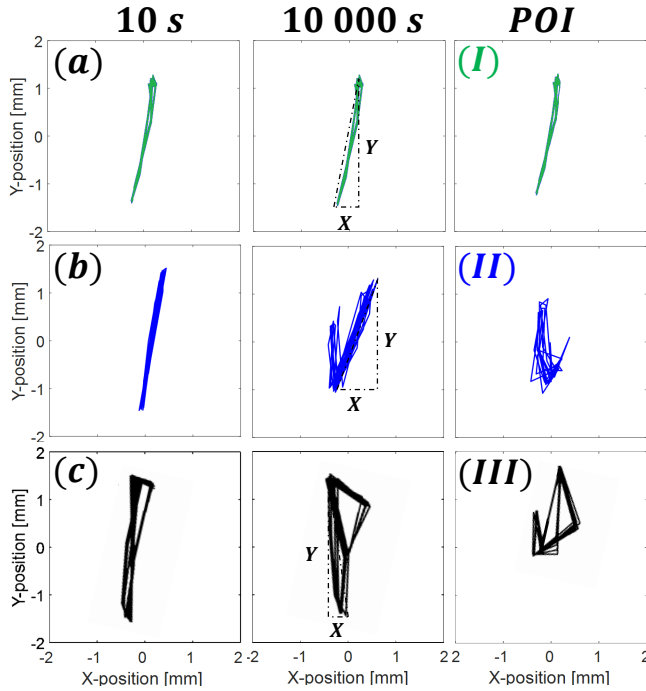 10 s 10 000 s POI
2
1
0
-1
-2
Y-position [mm]
(a)
Y
X
(I)
2
1
0
-1
-2
Y-position [mm]
(b)
Y
X
(II)
2
1
0
-1
-2
Y-position [mm]
(c)
Y
X
(III)
-2 -1 0 1 2 -1 0 1 2 -1 0 1 2
X-position [mm] X-position [mm] X-position [mm]